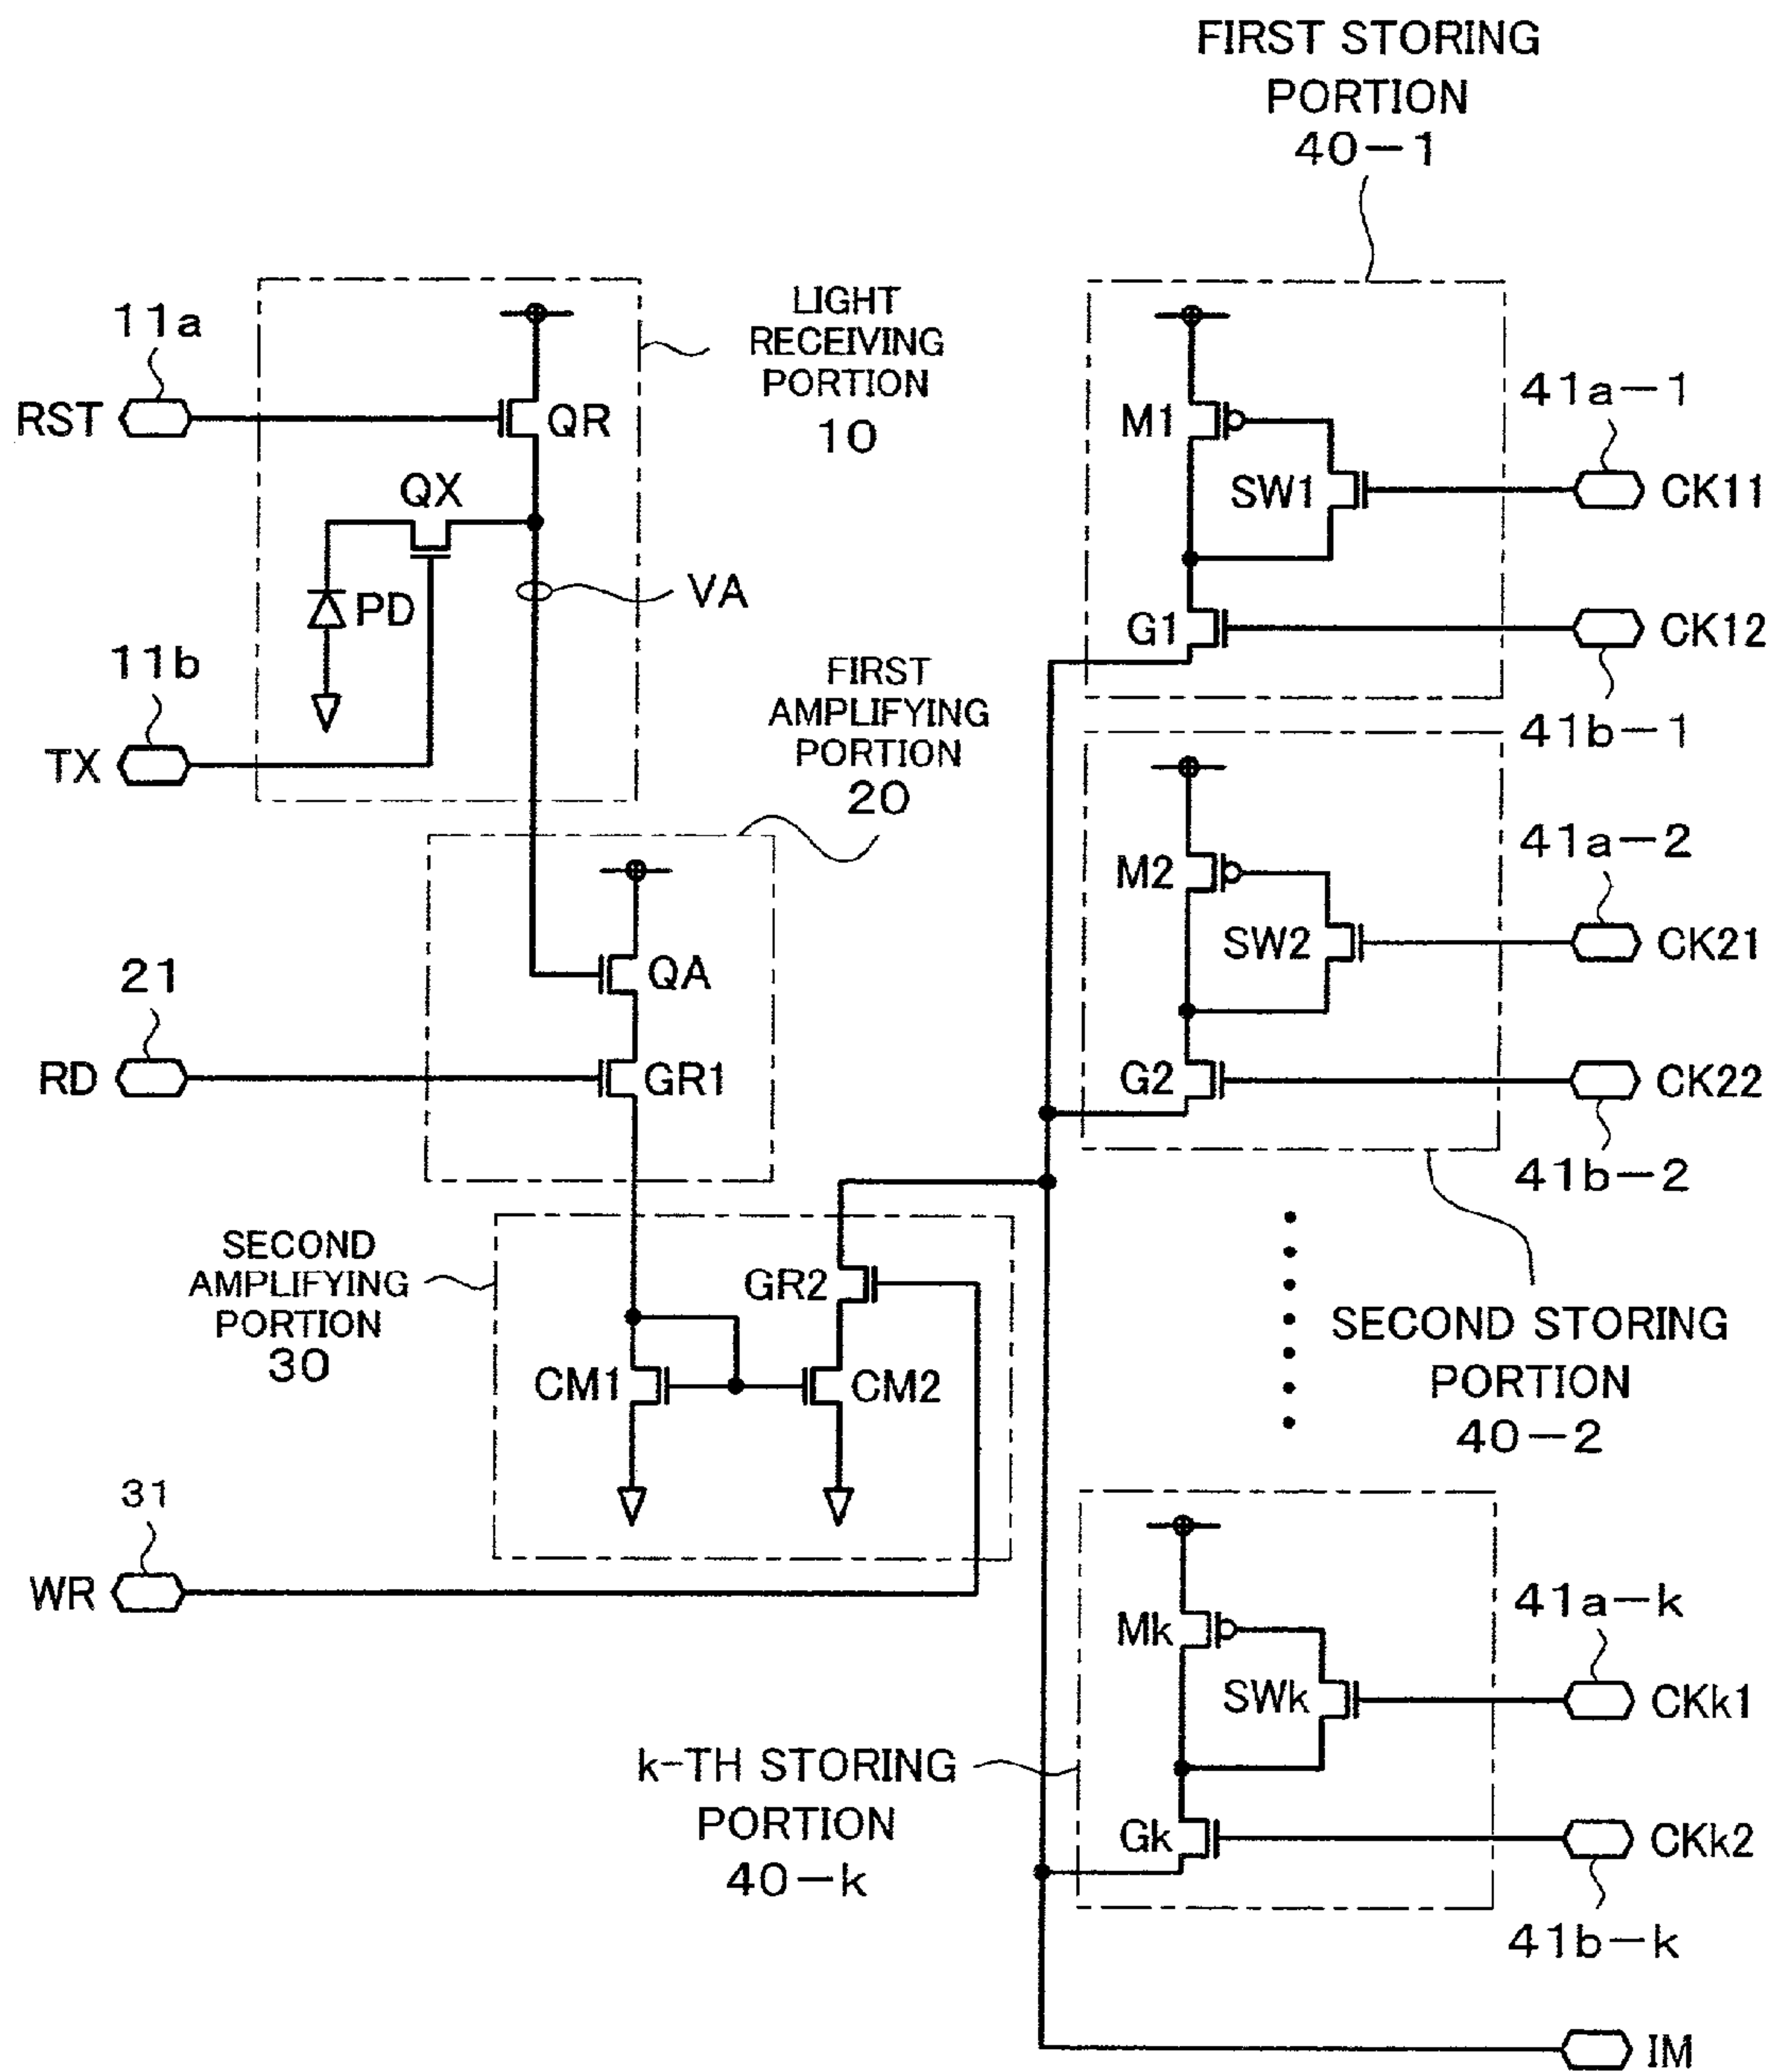 FIRST STORING
PORTION
40-1
11a
LIGHT
RECEIVING
PORTION
10
RST
QR
QX
VA
PD
11b
TX
M1
SW1
41a-1
CK11
G1
CK12
41b-1
FIRST
AMPLIFYING
PORTION
20
M2
SW2
41a-2
CK21
G2
CK22
41b-2
21
QA
RD
GR1
SECOND
AMPLIFYING
PORTION
30
GR2
CM1
CM2
SECOND STORING
PORTION
40-2
31
WR
Mk
SWk
41a-k
CKk1
k-TH STORING
PORTION
40-k
Gk
CKk2
41b-k
IM